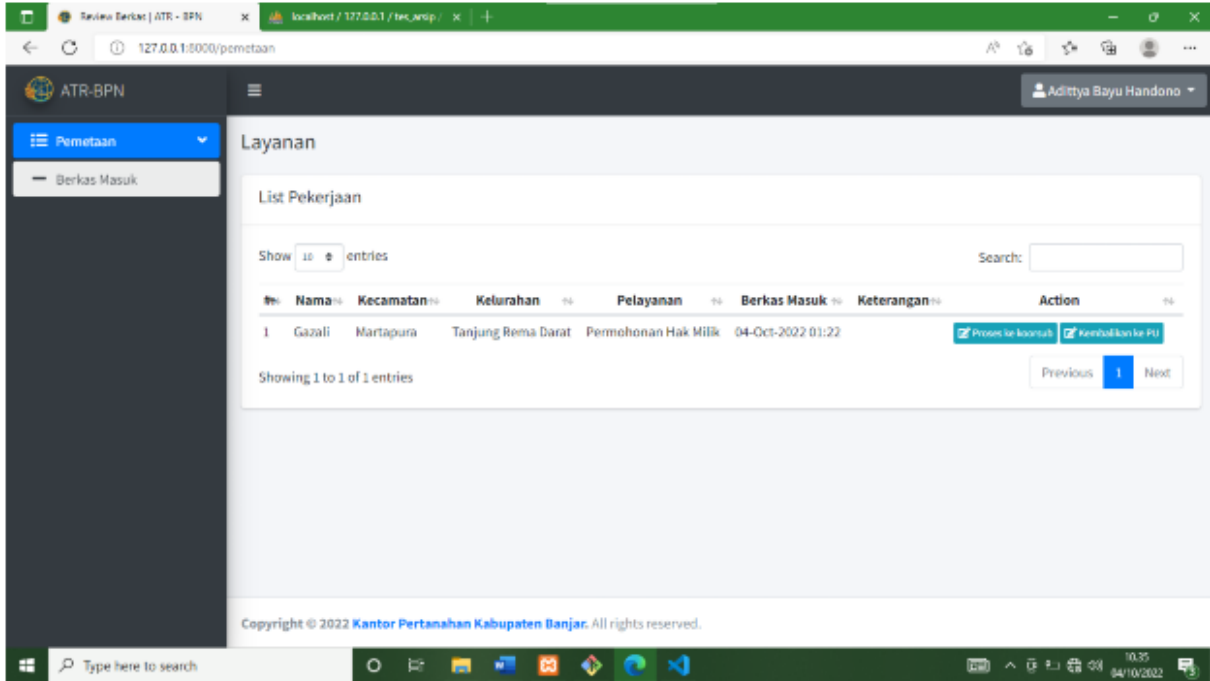 Review Berkas | ATR - BPN
localhost / 127.0.0.1 / tes_arsip /
127.0.0.1:8000/pemetaan
ATR-BPN
Adittya Bayu Handono
Pemetaan
Berkas Masuk
Layanan
List Pekerjaan
Show 10 entries
Search:
# Nama Kecamatan Kelurahan Pelayanan Berkas Masuk Keterangan Action
1 Gazali Martapura Tanjung Rema Darat Permohonan Hak Milik 04-Oct-2022 01:22 Proses ke koorsub Kembalikan ke PU
Showing 1 to 1 of 1 entries
Previous 1 Next
Copyright © 2022 Kantor Pertanahan Kabupaten Banjar. All rights reserved.
Type here to search
10.35
04/10/2022